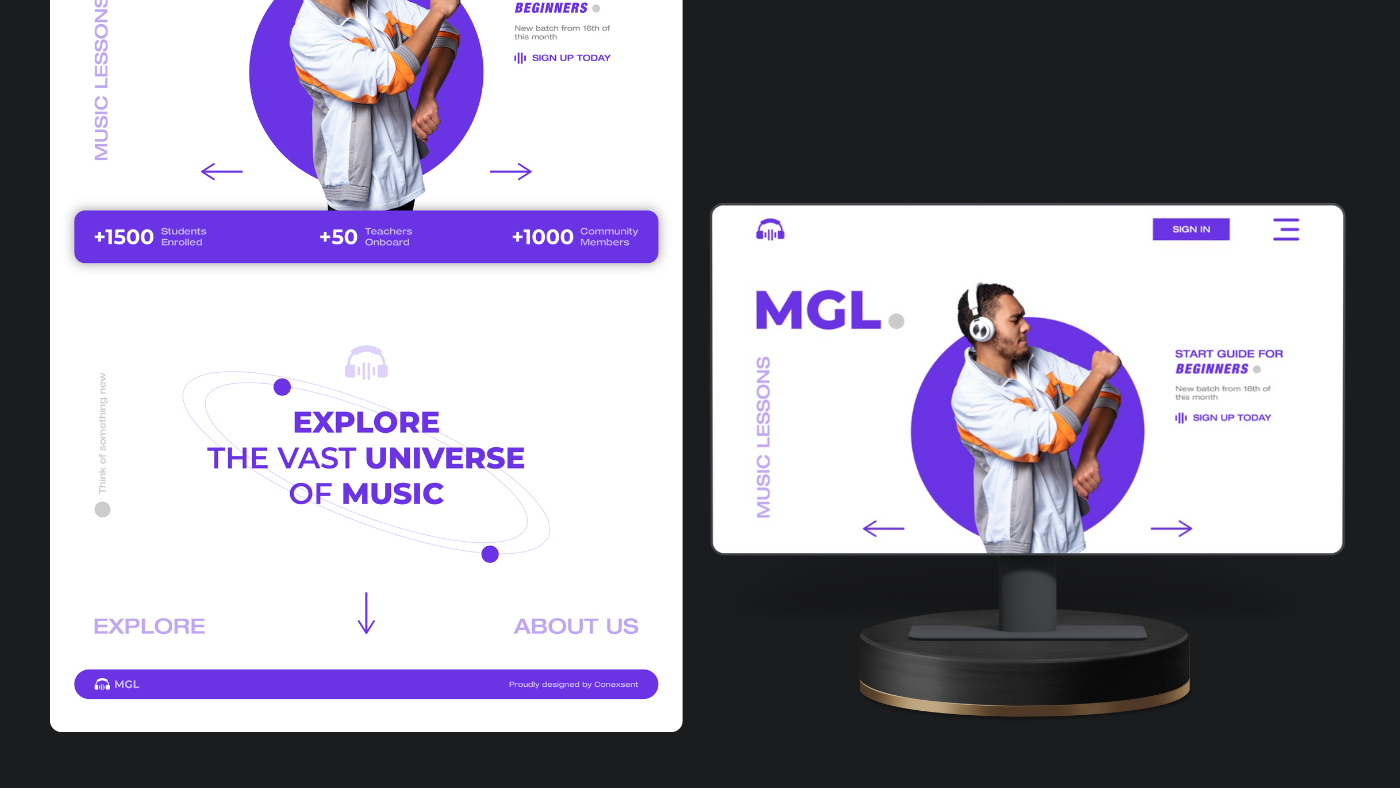 MUSIC LESSONS
BEGINNERS
New batch from 16th of
this month
SIGN UP TODAY
+1500 Students
Enrolled
+50 Teachers
Onboard
+1000 Community
Members
Think of something new
EXPLORE
THE VAST UNIVERSE
OF MUSIC
EXPLORE
ABOUT US
MGL
Proudly designed by Conexsent
SIGN IN
MGL
MUSIC LESSONS
START GUIDE FOR
BEGINNERS
New batch from 16th of
this month
SIGN UP TODAY